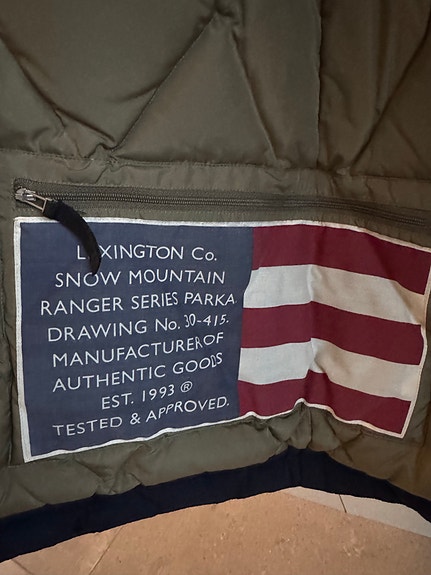 LEXINGTON Co.
SNOW MOUNTAIN
RANGER SERIES PARKA
DRAWING No. 30-415.
MANUFACTURER OF
AUTHENTIC GOODS
EST. 1993 ®
TESTED & APPROVED.